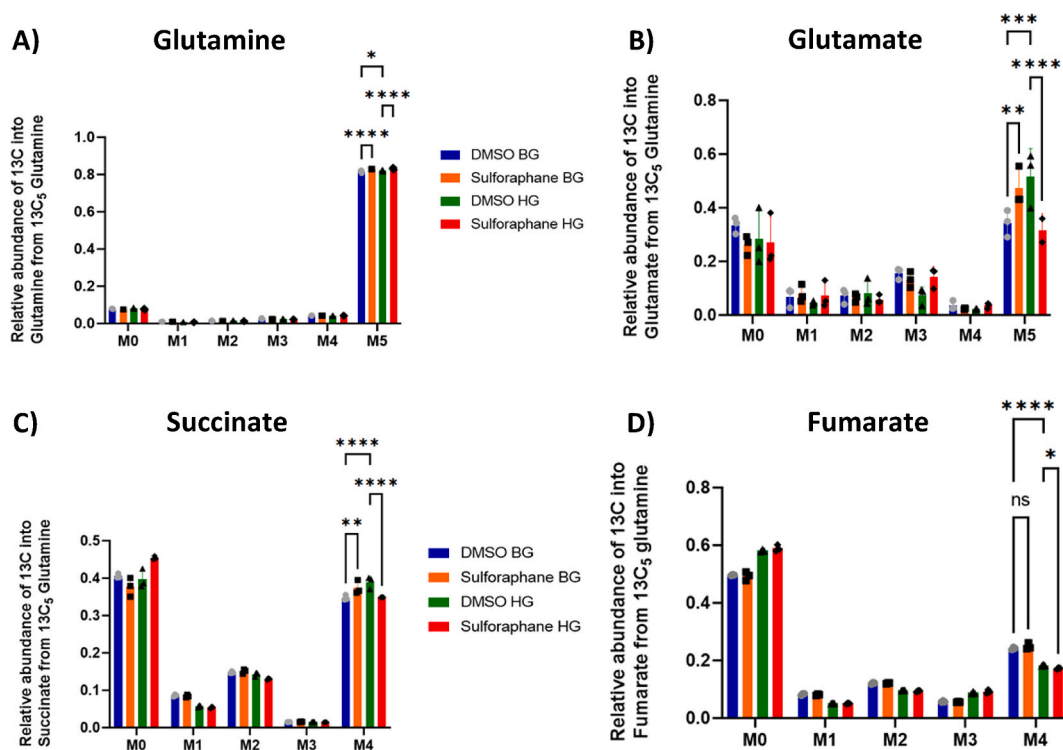 A) Glutamine
*
****
****
Relative abundance of 13C into
Glutamine from 13C₅ Glutamine
1.0
0.8
0.6
0.4
0.2
0.0
M0 M1 M2 M3 M4 M5
DMSO BG
Sulforaphane BG
DMSO HG
Sulforaphane HG
B) Glutamate
***
****
**
Relative abundance of 13C into
Glutamate from 13C₅ Glutamine
0.8
0.6
0.4
0.2
0.0
M0 M1 M2 M3 M4 M5
C) Succinate
****
****
**
Relative abundance of 13C into
Succinate from 13C₅ Glutamine
0.5
0.4
0.3
0.2
0.1
0.0
M0 M1 M2 M3 M4
DMSO BG
Sulforaphane BG
DMSO HG
Sulforaphane HG
D) Fumarate
****
*
ns
Relative abundance of 13C into
Fumarate from 13C₅ glutamine
0.8
0.6
0.4
0.2
0.0
M0 M1 M2 M3 M4